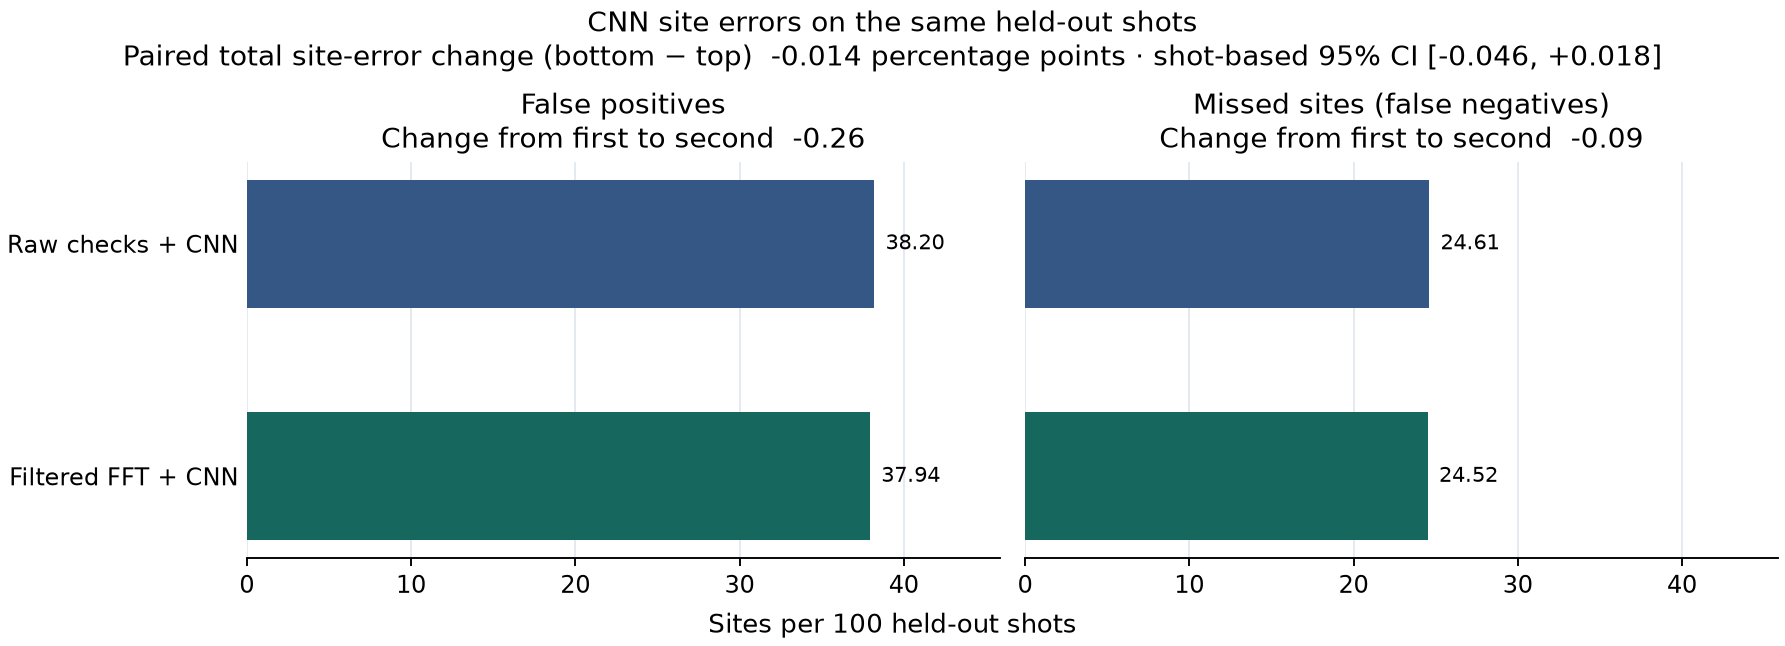 CNN site errors on the same held-out shots
Paired total site-error change (bottom − top)  -0.014 percentage points · shot-based 95% CI [-0.046, +0.018]
False positives
Change from first to second  -0.26
Missed sites (false negatives)
Change from first to second  -0.09
Raw checks + CNN
38.20
24.61
Filtered FFT + CNN
37.94
24.52
0 10 20 30 40
0 10 20 30 40
Sites per 100 held-out shots